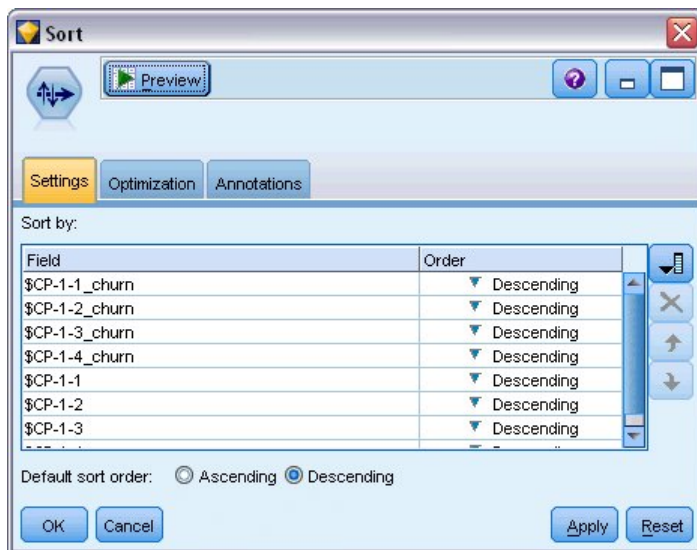 Sort
Preview
Settings Optimization Annotations
Sort by:
Field Order
$CP-1-1_churn Descending
$CP-1-2_churn Descending
$CP-1-3_churn Descending
$CP-1-4_churn Descending
$CP-1-1 Descending
$CP-1-2 Descending
$CP-1-3 Descending
Default sort order: Ascending Descending
OK Cancel Apply Reset